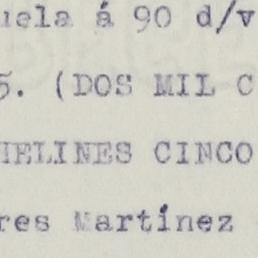 uela á 90 d/v
5. (DOS MIL C
HELINES CINCO
res Martínez